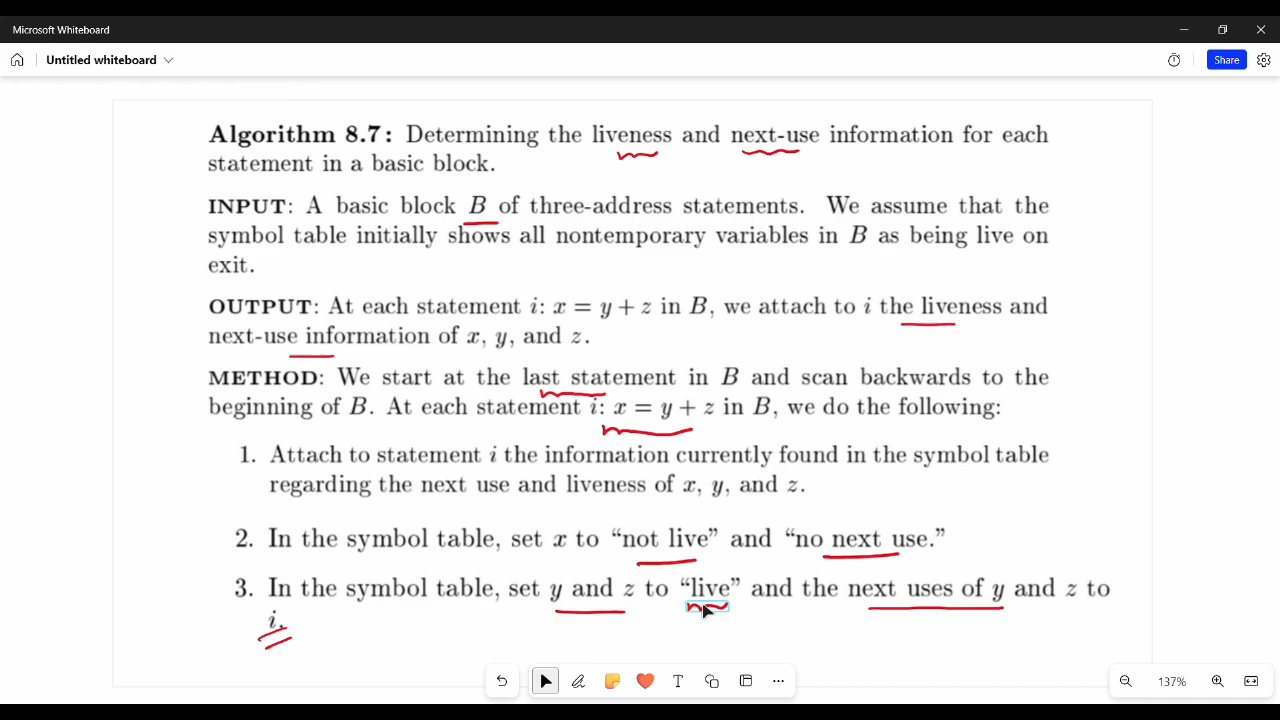 Microsoft Whiteboard
Untitled whiteboard
Share
Algorithm 8.7: Determining the liveness and next-use information for each
statement in a basic block.
INPUT: A basic block B of three-address statements. We assume that the
symbol table initially shows all nontemporary variables in B as being live on
exit.
OUTPUT: At each statement i: x = y + z in B, we attach to i the liveness and
next-use information of x, y, and z.
METHOD: We start at the last statement in B and scan backwards to the
beginning of B. At each statement i: x = y + z in B, we do the following:
1. Attach to statement i the information currently found in the symbol table
regarding the next use and liveness of x, y, and z.
2. In the symbol table, set x to “not live” and “no next use.”
3. In the symbol table, set y and z to “live” and the next uses of y and z to
i.
T
137%